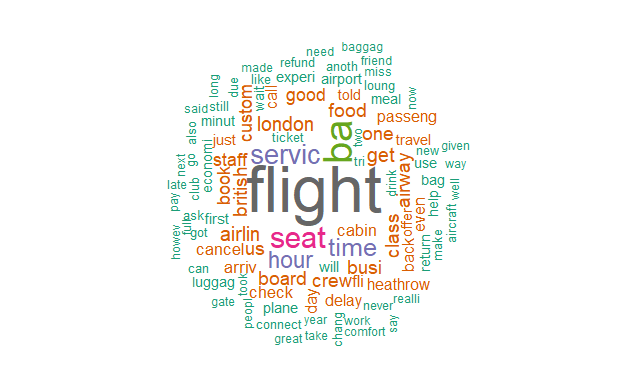 baggag
need
friend
refund
made
anoth
miss
like
experi
airport
loung
long
due
wait
call
good
told
meal
now
said
still
custom
food
passeng
minut
london
ticket
two
one
also
just
ba
travel
servic
get
new
given
next
go
economi
staff
tri
use
way
book
flight
drink
airway
bag
pay
late
club
british
help
well
ask
first
even
full
got
seat
cabin
class
offer
back
aircraft
howev
airlin
time
return
make
cancel
us
hour
will
busi
can
arriv
luggag
board
crew
fli
heathrow
took
check
day
delay
never
realli
gate
peopl
plane
connect
year
chang
work
say
great
take
comfort